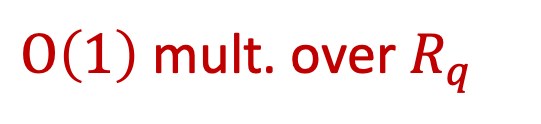 O(1) mult. over R_q